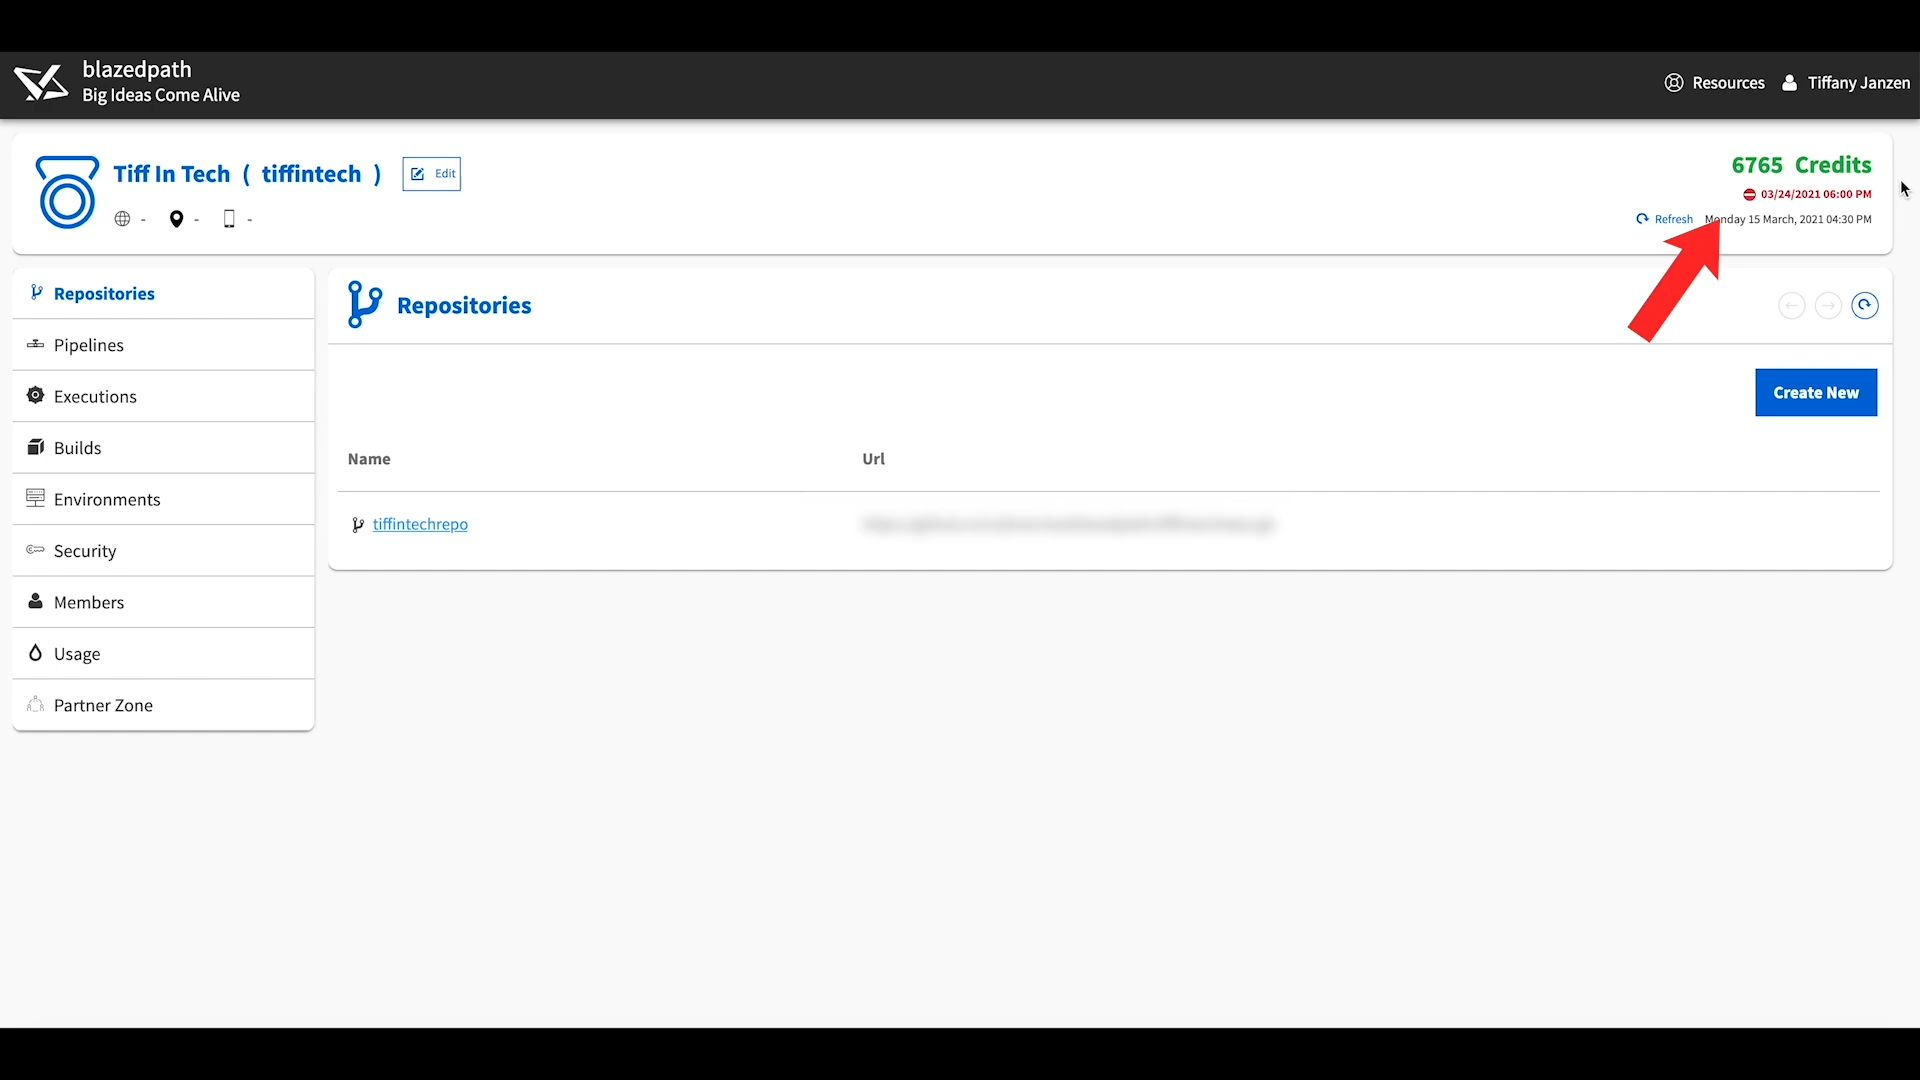 blazedpath
Big Ideas Come Alive
Resources
Tiffany Janzen
Tiff In Tech ( tiffintech )
Edit
- - -
6765 Credits
03/24/2021 06:00 PM
Refresh
Monday 15 March, 2021 04:30 PM
Repositories
Pipelines
Executions
Builds
Environments
Security
Members
Usage
Partner Zone
Repositories
Create New
Name Url
tiffintechrepo